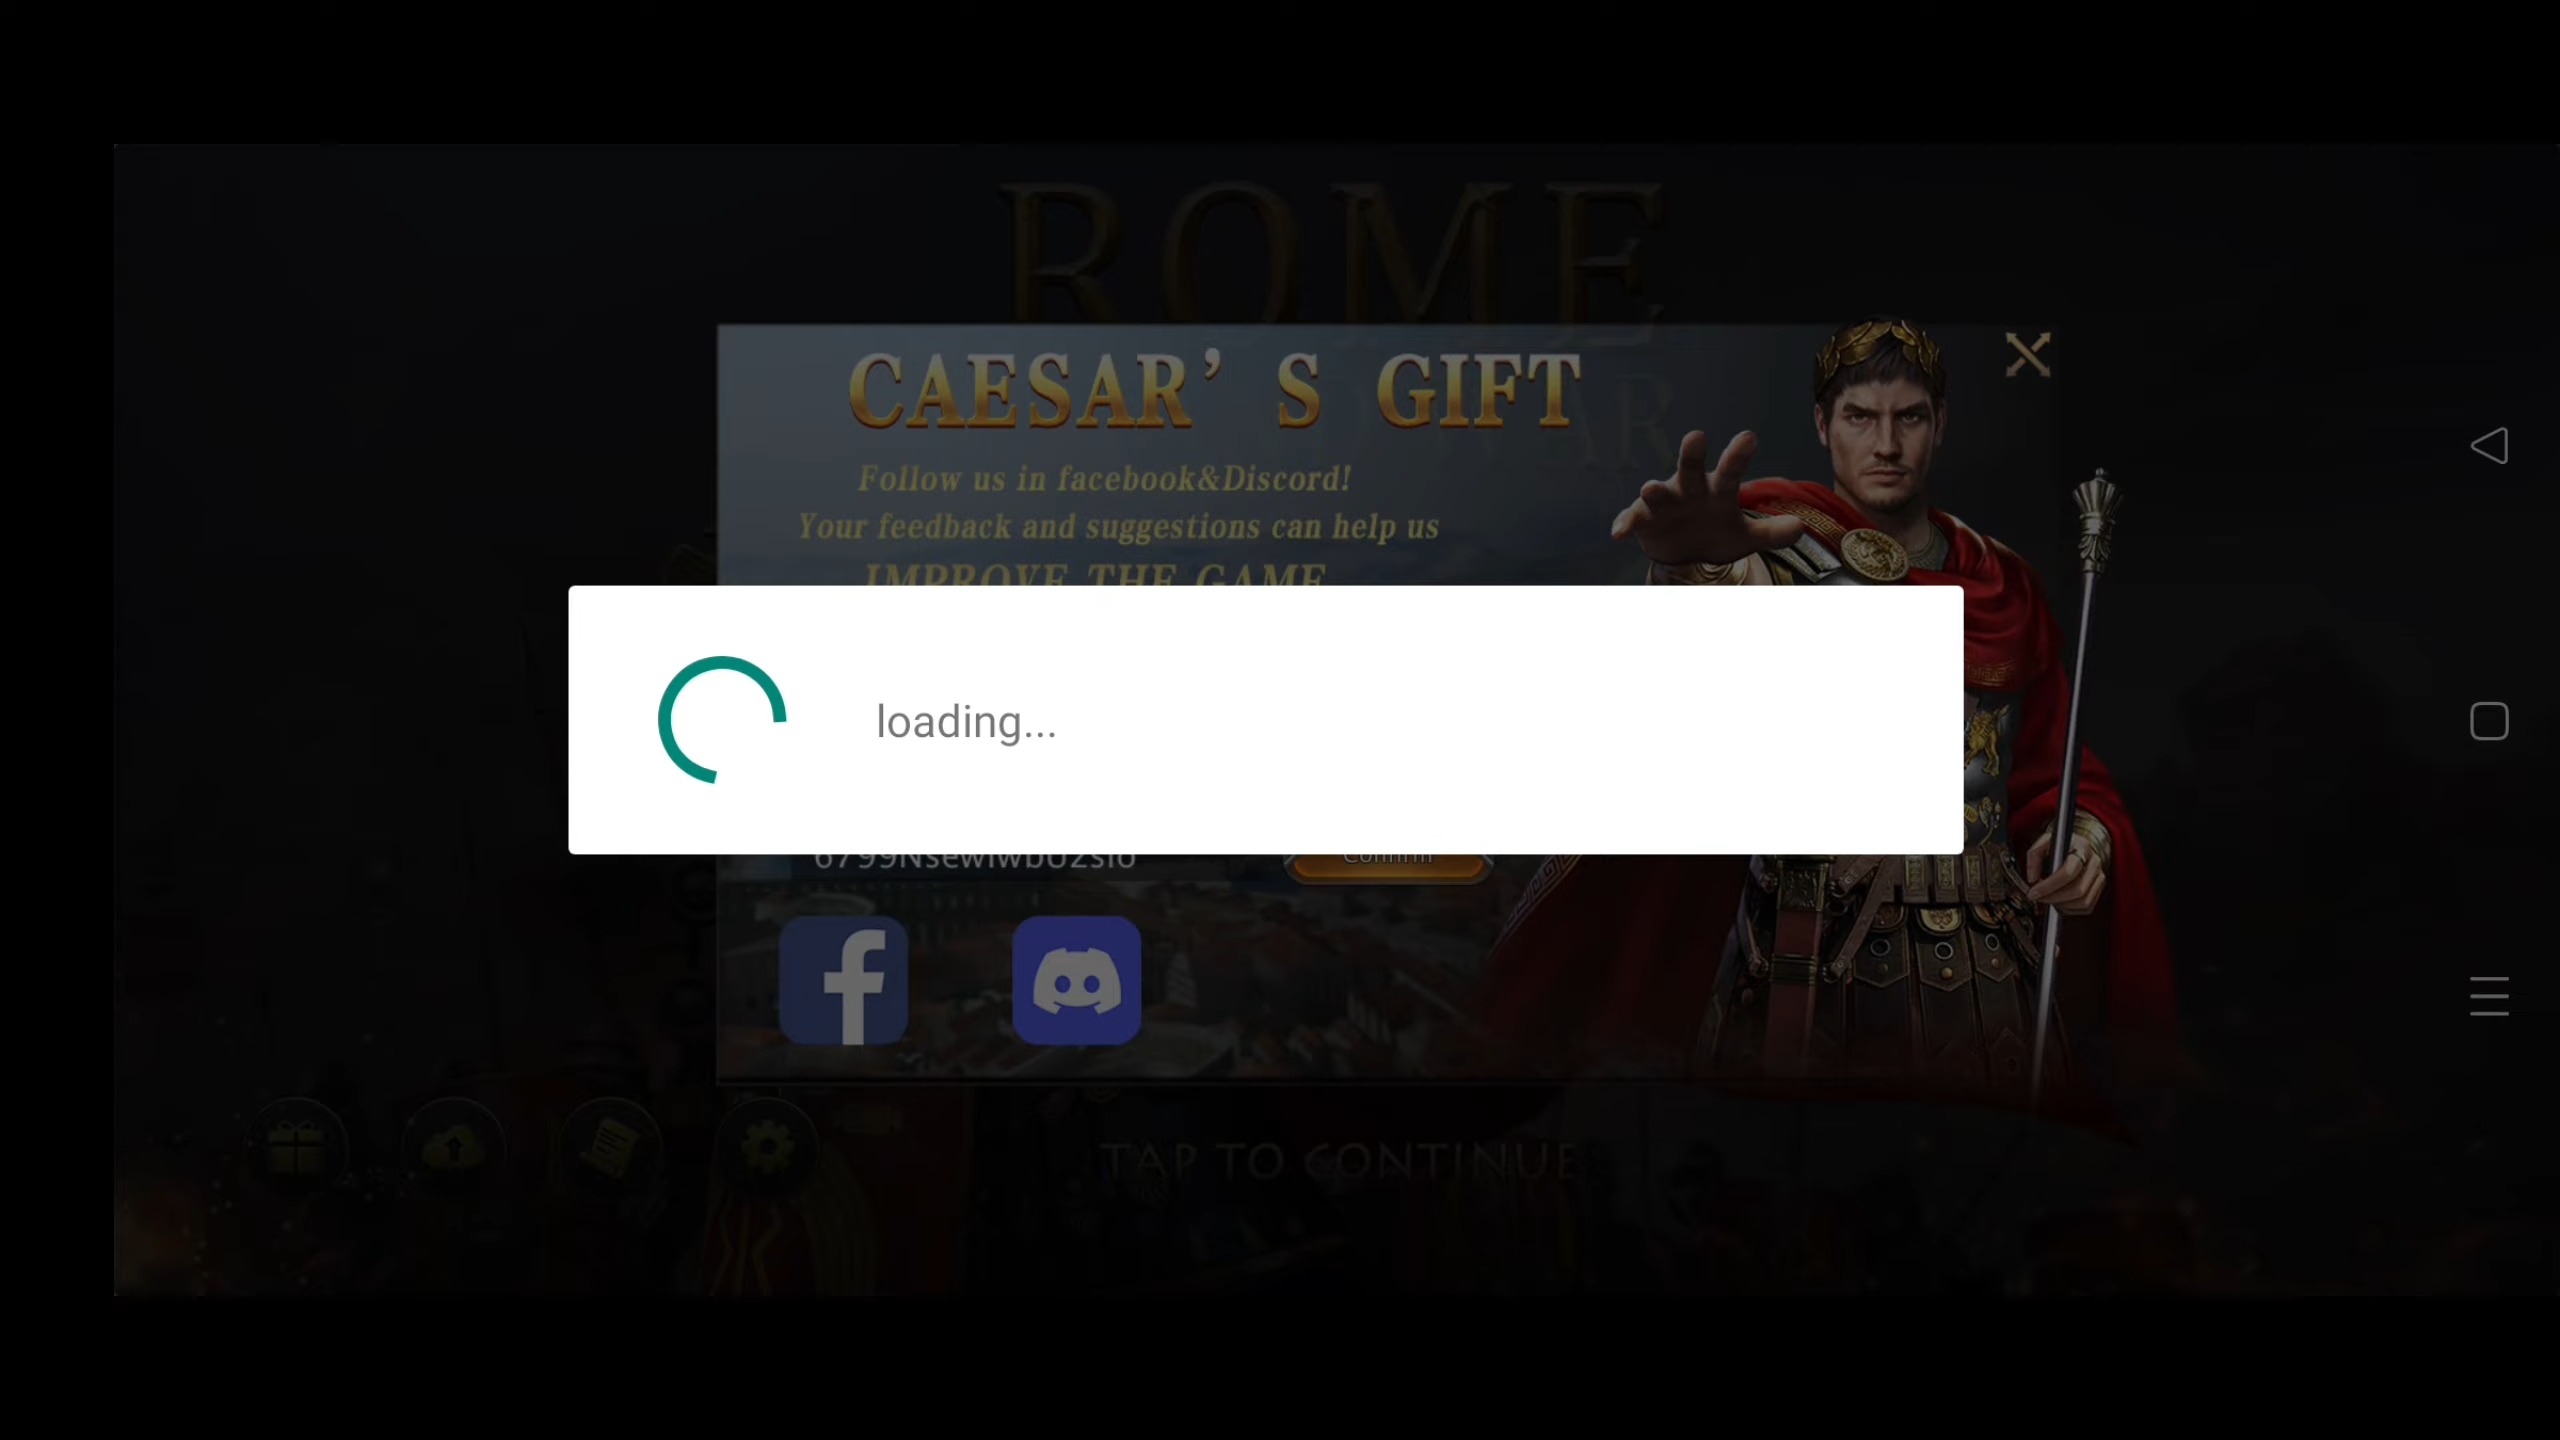 ROME
CAESAR'S GIFT
Follow us in facebook&Discord!
Your feedback and suggestions can help us
IMPROVE THE GAME
loading...
Confirm
TAP TO CONTINUE